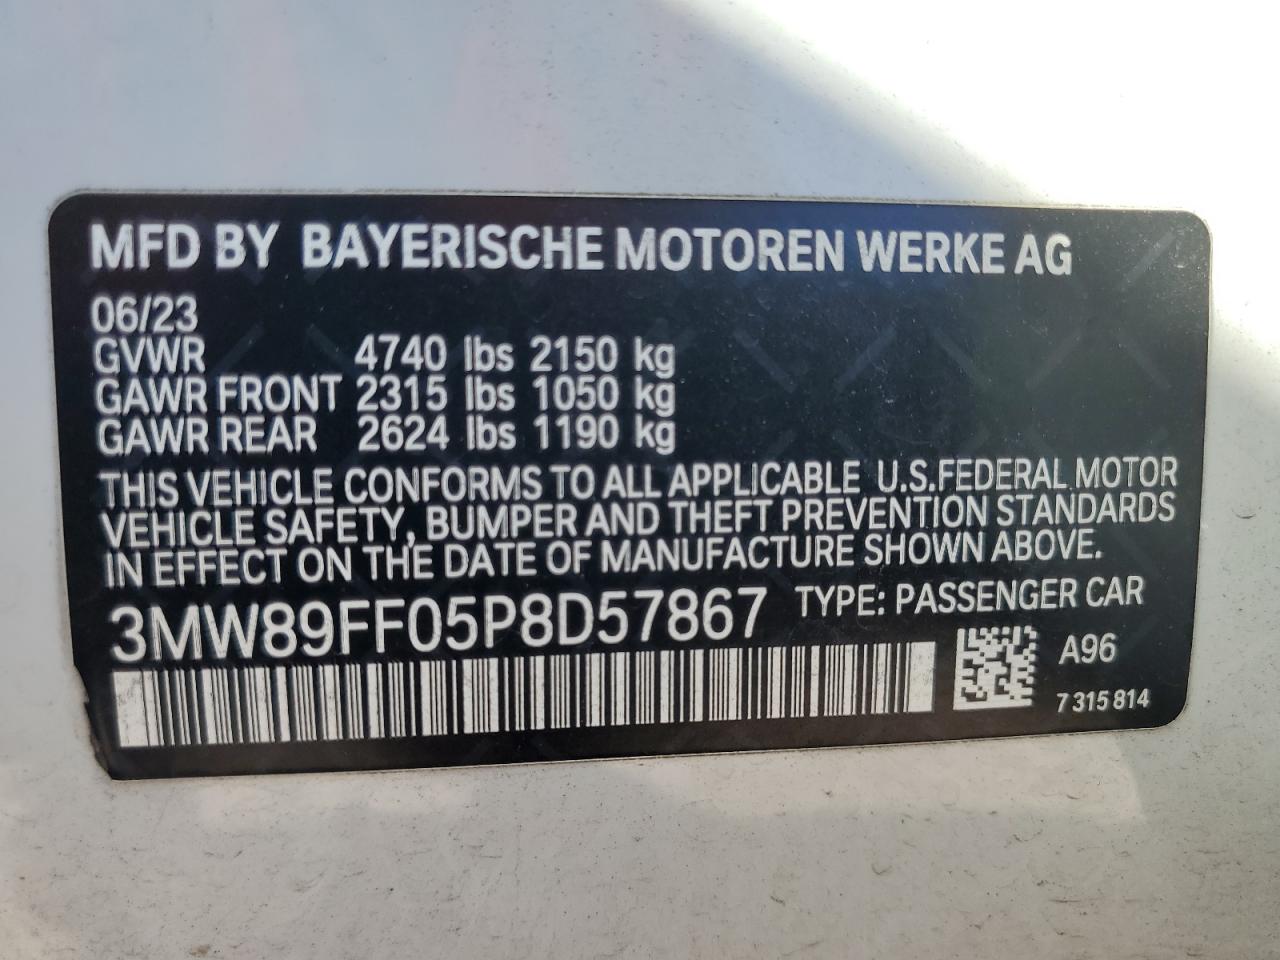 MFD BY BAYERISCHE MOTOREN WERKE AG
06/23
GVWR 4740 lbs 2150 kg
GAWR FRONT 2315 lbs 1050 kg
GAWR REAR 2624 lbs 1190 kg
THIS VEHICLE CONFORMS TO ALL APPLICABLE U.S.FEDERAL MOTOR
VEHICLE SAFETY, BUMPER AND THEFT PREVENTION STANDARDS
IN EFFECT ON THE DATE OF MANUFACTURE SHOWN ABOVE.
3MW89FF05P8D57867 TYPE: PASSENGER CAR
A96
7 315 814